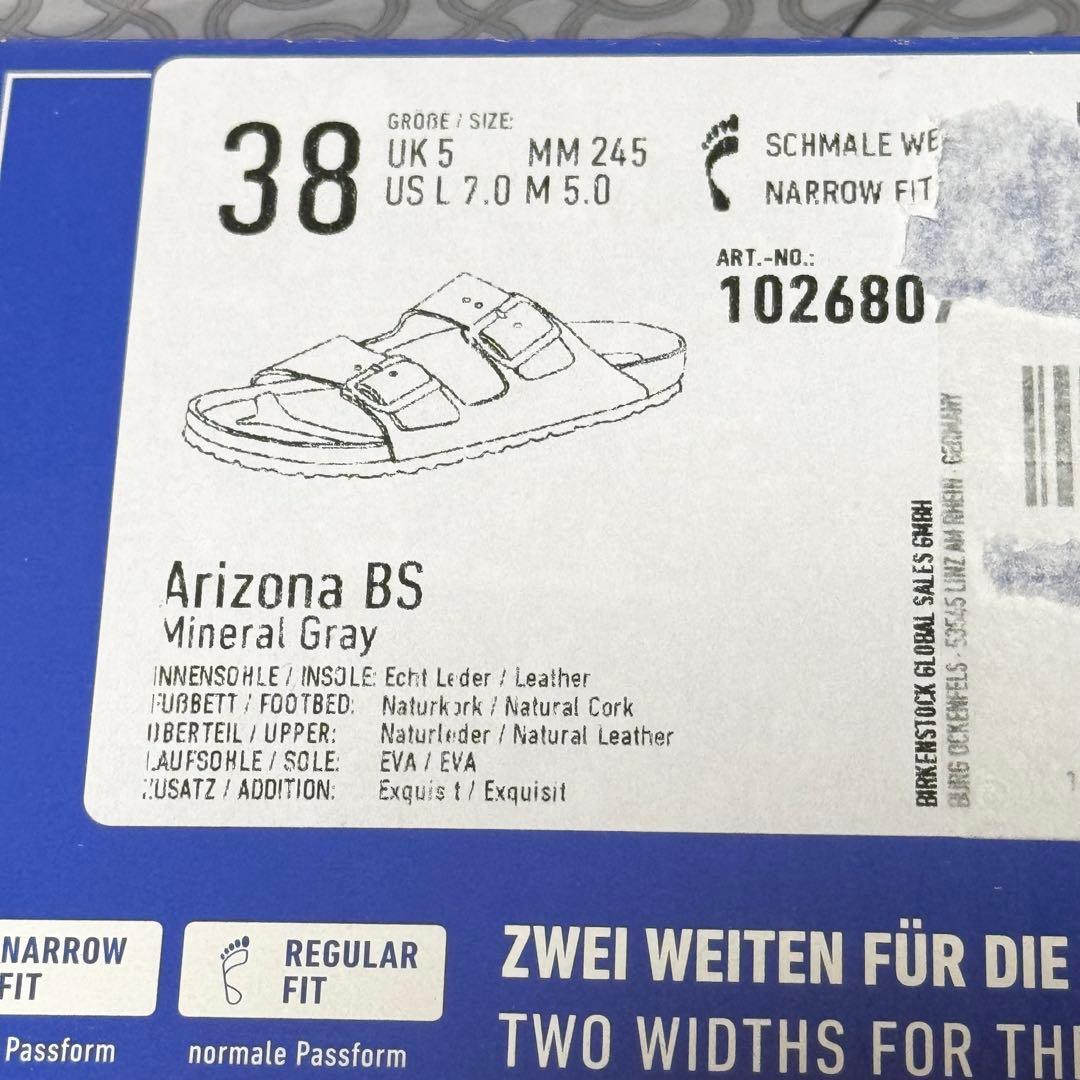 38
GRÖßE / SIZE:
UK 5 MM 245
US L 7.0 M 5.0
SCHMALE WE
NARROW FIT
ART.-NO.:
102680
Arizona BS
Mineral Gray
INNENSOHLE / INSOLE: Echt Leder / Leather
FUßBETT / FOOTBED: Naturkork / Natural Cork
OBERTEIL / UPPER: Naturleder / Natural Leather
LAUFSOHLE / SOLE: EVA / EVA
ZUSATZ / ADDITION: Exquisit / Exquisit
BIRKENSTOCK GLOBAL SALES GMBH
BURG OCKENFELS · 53545 LINZ AM RHEIN · GERMANY
NARROW
FIT
Passform
REGULAR
FIT
normale Passform
ZWEI WEITEN FÜR DIE
TWO WIDTHS FOR TH